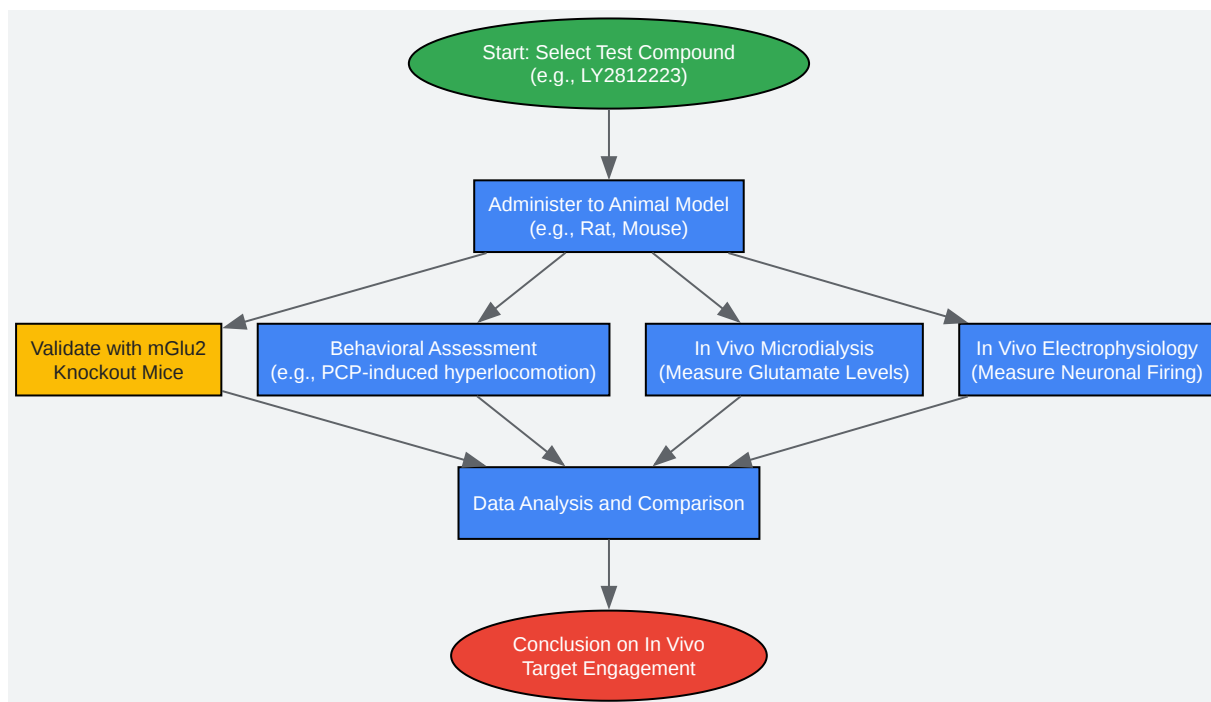 Start: Select Test Compound
(e.g., LY2812223)
Administer to Animal Model
(e.g., Rat, Mouse)
Validate with mGlu2
Knockout Mice
Behavioral Assessment
(e.g., PCP-induced hyperlocomotion)
In Vivo Microdialysis
(Measure Glutamate Levels)
In Vivo Electrophysiology
(Measure Neuronal Firing)
Data Analysis and Comparison
Conclusion on In Vivo
Target Engagement